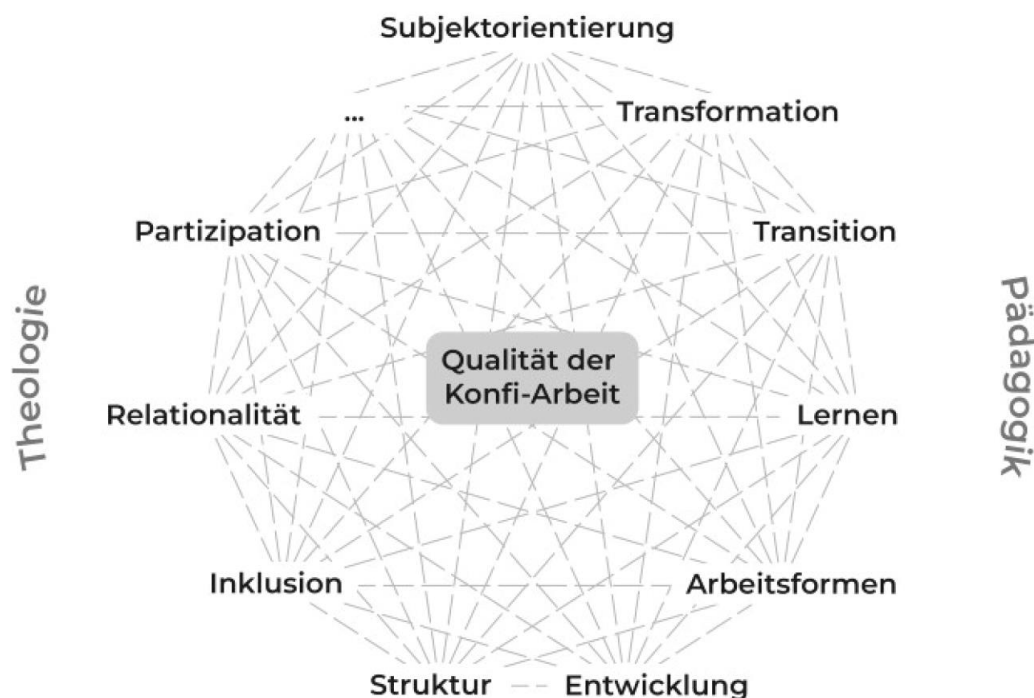 Subjektorientierung
...
Transformation
Partizipation
Transition
Theologie
Pädagogik
Qualität der
Konfi-Arbeit
Relationalität
Lernen
Inklusion
Arbeitsformen
Struktur
Entwicklung